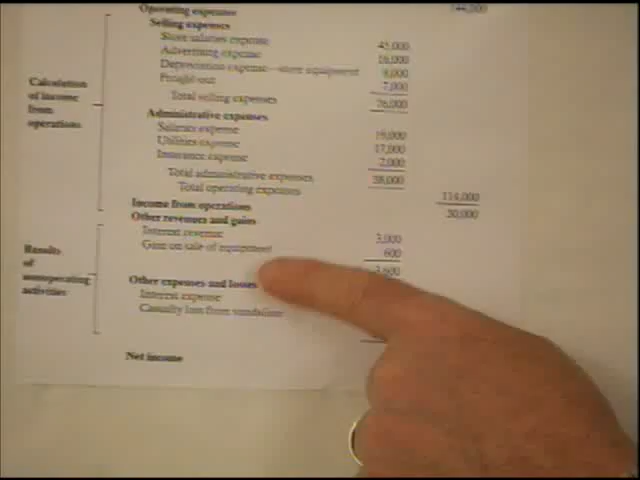 Operating expenses 144,000
Selling expenses
Store salaries expense 45,000
Advertising expense 16,000
Depreciation expense—store equipment 8,000
Freight-out 7,000
Total selling expenses 76,000
Calculation
of income
from
operations
Administrative expenses
Salaries expense 19,000
Utilities expense 17,000
Insurance expense 2,000
Total administrative expenses 38,000
Total operating expenses 114,000
Income from operations 30,000
Other revenues and gains
Interest revenue 3,000
Gain on sale of equipment 600
3,600
Results
of
nonoperating
activities
Other expenses and losses
Interest expense
Casualty loss from vandalism
Net income